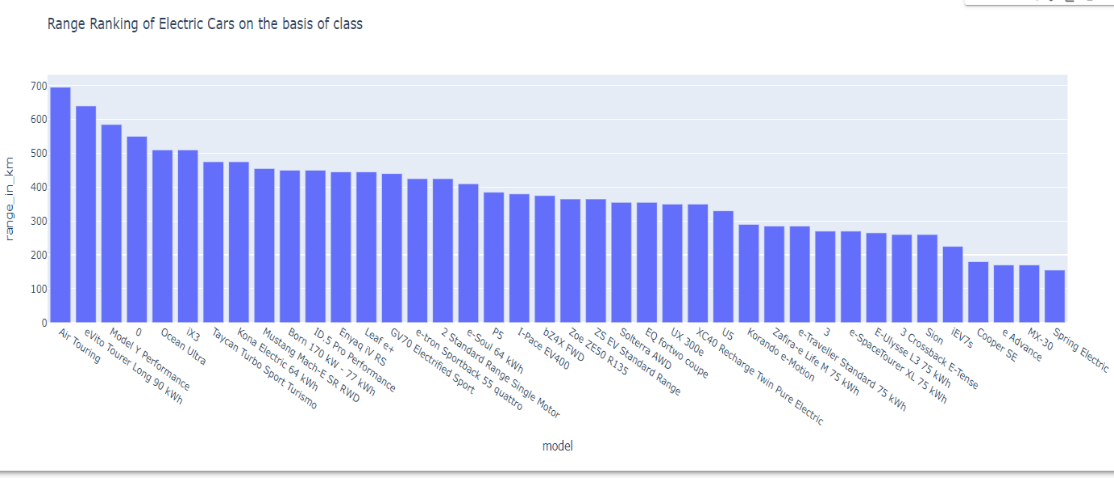 Range Ranking of Electric Cars on the basis of class
range_in_km
700
600
500
400
300
200
100
0
Air Touring
eVito Tourer Long 90 kWh
Model Y Performance
0
Ocean Ultra
iX3
Taycan Turbo Sport Turismo
Kona Electric 64 kWh
Mustang Mach-E SR RWD
Born 170 kW - 77 kWh
ID.5 Pro Performance
Enyaq iV RS
Leaf e+
GV70 Electrified Sport
e-tron Sportback 55 quattro
2 Standard Range Single Motor
e-Soul 64 kWh
P5
I-Pace EV400
bZ4X FWD
Zoe ZE50 R135
ZS EV Standard Range
Solterra AWD
EQ fortwo coupe
UX 300e
XC40 Recharge Twin Pure Electric
U5
Korando e-Motion
Zafira-e Life M 75 kWh
e-Traveller Standard 75 kWh
3
e-SpaceTourer XL 75 kWh
E-Ulysse L3 75 kWh
3 Crossback E-Tense
Sion
iEV7s
Cooper SE
e Advance
MX-30
Spring Electric
model